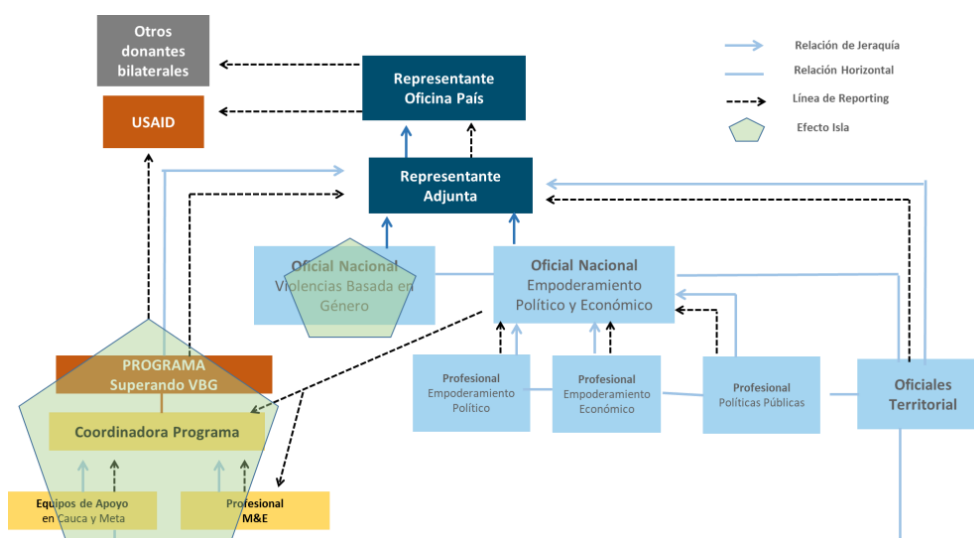 Otros
donantes
bilaterales
USAID
Representante
Oficina País
Relación de Jeraquía
Relación Horizontal
Línea de Reporting
Efecto Isla
Representante
Adjunta
Oficial Nacional
Violencias Basada en
Género
Oficial Nacional
Empoderamiento
Político y Económico
PROGRAMA
Superando VBG
Coordinadora Programa
Equipos de Apoyo
en Cauca y Meta
Profesional
M&E
Profesional
Empoderamiento
Político
Profesional
Empoderamiento
Económico
Profesional
Políticas Públicas
Oficiales
Territorial